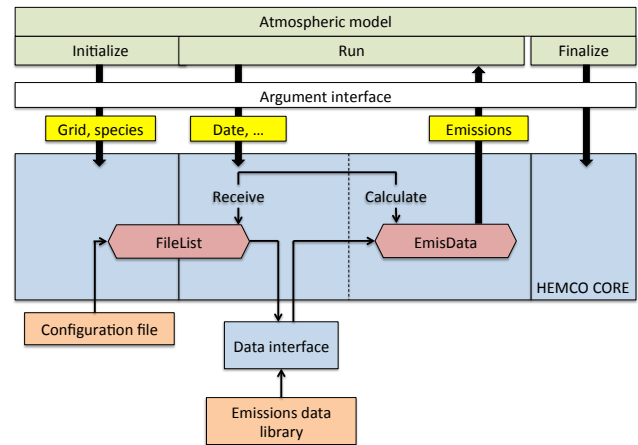 Atmospheric model
Initialize
Run
Finalize
Argument interface
Grid, species
Date, ...
Emissions
Receive
Calculate
FileList
EmisData
HEMCO CORE
Configuration file
Data interface
Emissions data
library